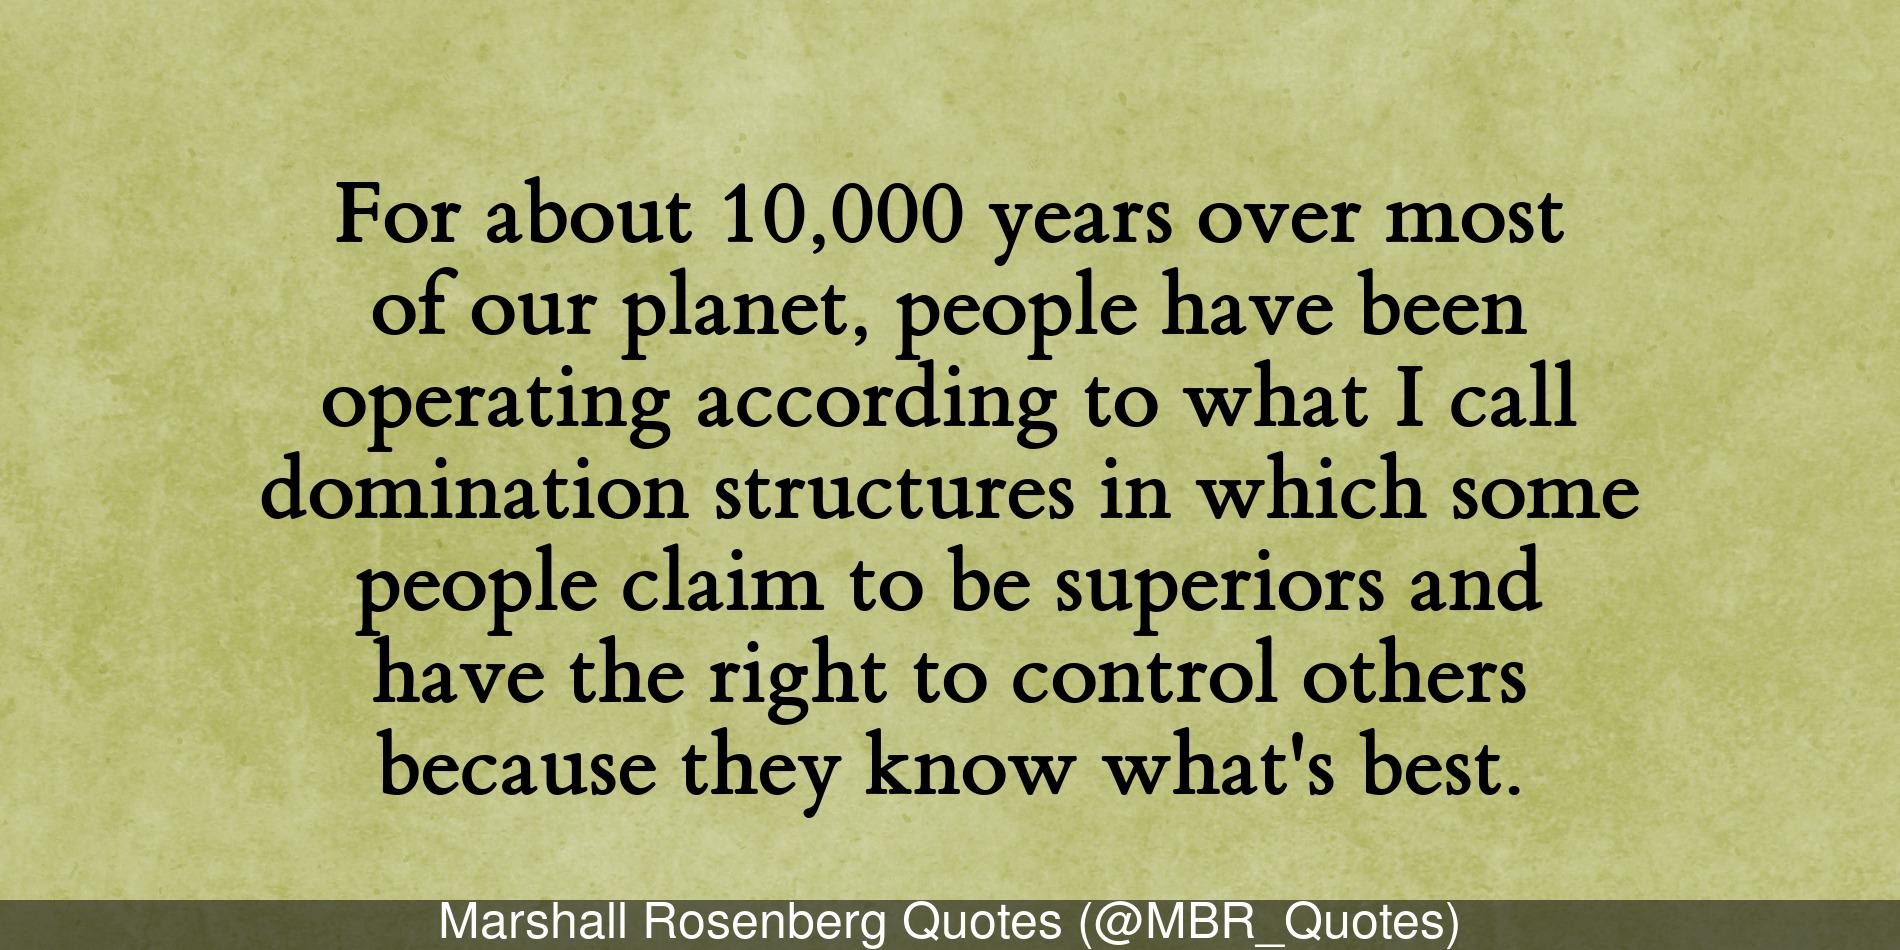 For about 10,000 years over most
of our planet, people have been
operating according to what I call
domination structures in which some
people claim to be superiors and
have the right to control others
because they know what's best.
Marshall Rosenberg Quotes (@MBR_Quotes)